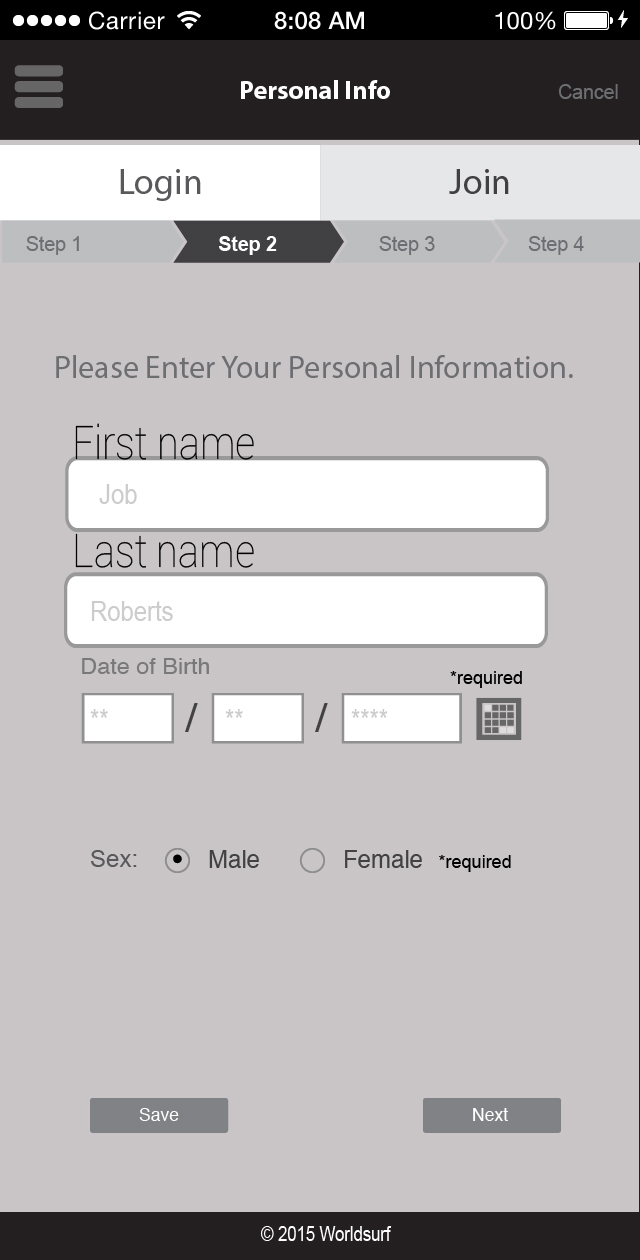 Carrier 8:08 AM 100%
Personal Info Cancel
Login Join
Step 1 Step 2 Step 3 Step 4
Please Enter Your Personal Information.
First name
Job
Last name
Roberts
Date of Birth *required
** / ** / ****
Sex: Male Female *required
Save Next
© 2015 Worldsurf